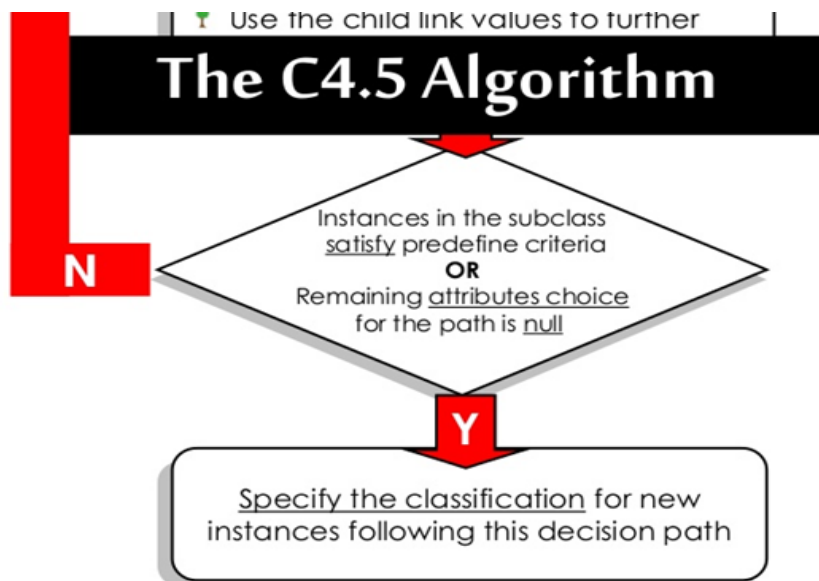 Use the child link values to further
The C4.5 Algorithm
Instances in the subclass
satisfy predefine criteria
OR
Remaining attributes choice
for the path is null
N
Y
Specify the classification for new
instances following this decision path